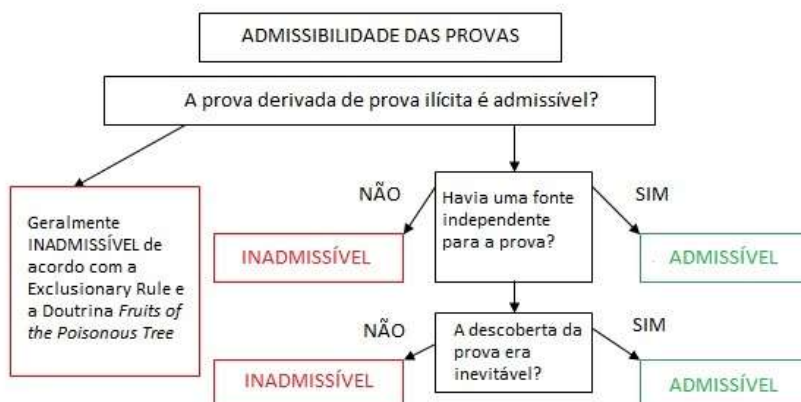 ADMISSIBILIDADE DAS PROVAS
A prova derivada de prova ilícita é admissível?
Geralmente
INADMISSÍVEL de
acordo com a
Exclusionary Rule e
a Doutrina Fruits of
the Poisonous Tree
NÃO
Havia uma fonte
independente
para a prova?
SIM
INADMISSÍVEL
ADMISSÍVEL
NÃO
A descoberta da
prova era
inevitável?
SIM
INADMISSÍVEL
ADMISSÍVEL